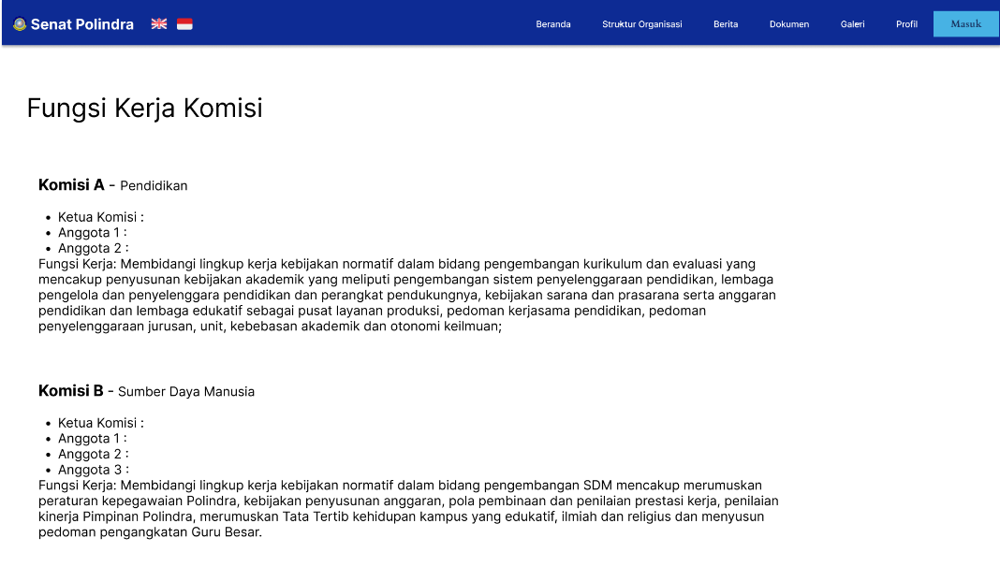 Senat Polindra
Beranda
Struktur Organisasi
Berita
Dokumen
Galeri
Profil
Masuk
Fungsi Kerja Komisi
Komisi A - Pendidikan
• Ketua Komisi :
• Anggota 1 :
• Anggota 2 :
Fungsi Kerja: Membidangi lingkup kerja kebijakan normatif dalam bidang pengembangan kurikulum dan evaluasi yang
mencakup penyusunan kebijakan akademik yang meliputi pengembangan sistem penyelenggaraan pendidikan, lembaga
pengelola dan penyelenggara pendidikan dan perangkat pendukungnya, kebijakan sarana dan prasarana serta anggaran
pendidikan dan lembaga edukatif sebagai pusat layanan produksi, pedoman kerjasama pendidikan, pedoman
penyelenggaraan jurusan, unit, kebebasan akademik dan otonomi keilmuan;
Komisi B - Sumber Daya Manusia
• Ketua Komisi :
• Anggota 1 :
• Anggota 2 :
• Anggota 3 :
Fungsi Kerja: Membidangi lingkup kerja kebijakan normatif dalam bidang pengembangan SDM mencakup merumuskan
peraturan kepegawaian Polindra, kebijakan penyusunan anggaran, pola pembinaan dan penilaian prestasi kerja, penilaian
kinerja Pimpinan Polindra, merumuskan Tata Tertib kehidupan kampus yang edukatif, ilmiah dan religius dan menyusun
pedoman pengangkatan Guru Besar.